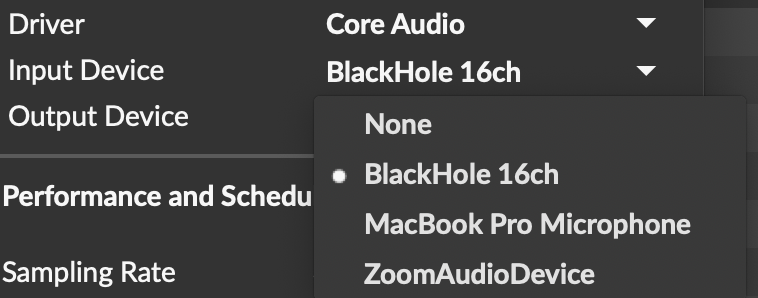 Driver Core Audio
Input Device BlackHole 16ch
Output Device
None
BlackHole 16ch
MacBook Pro Microphone
ZoomAudioDevice
Performance and Schedu
Sampling Rate